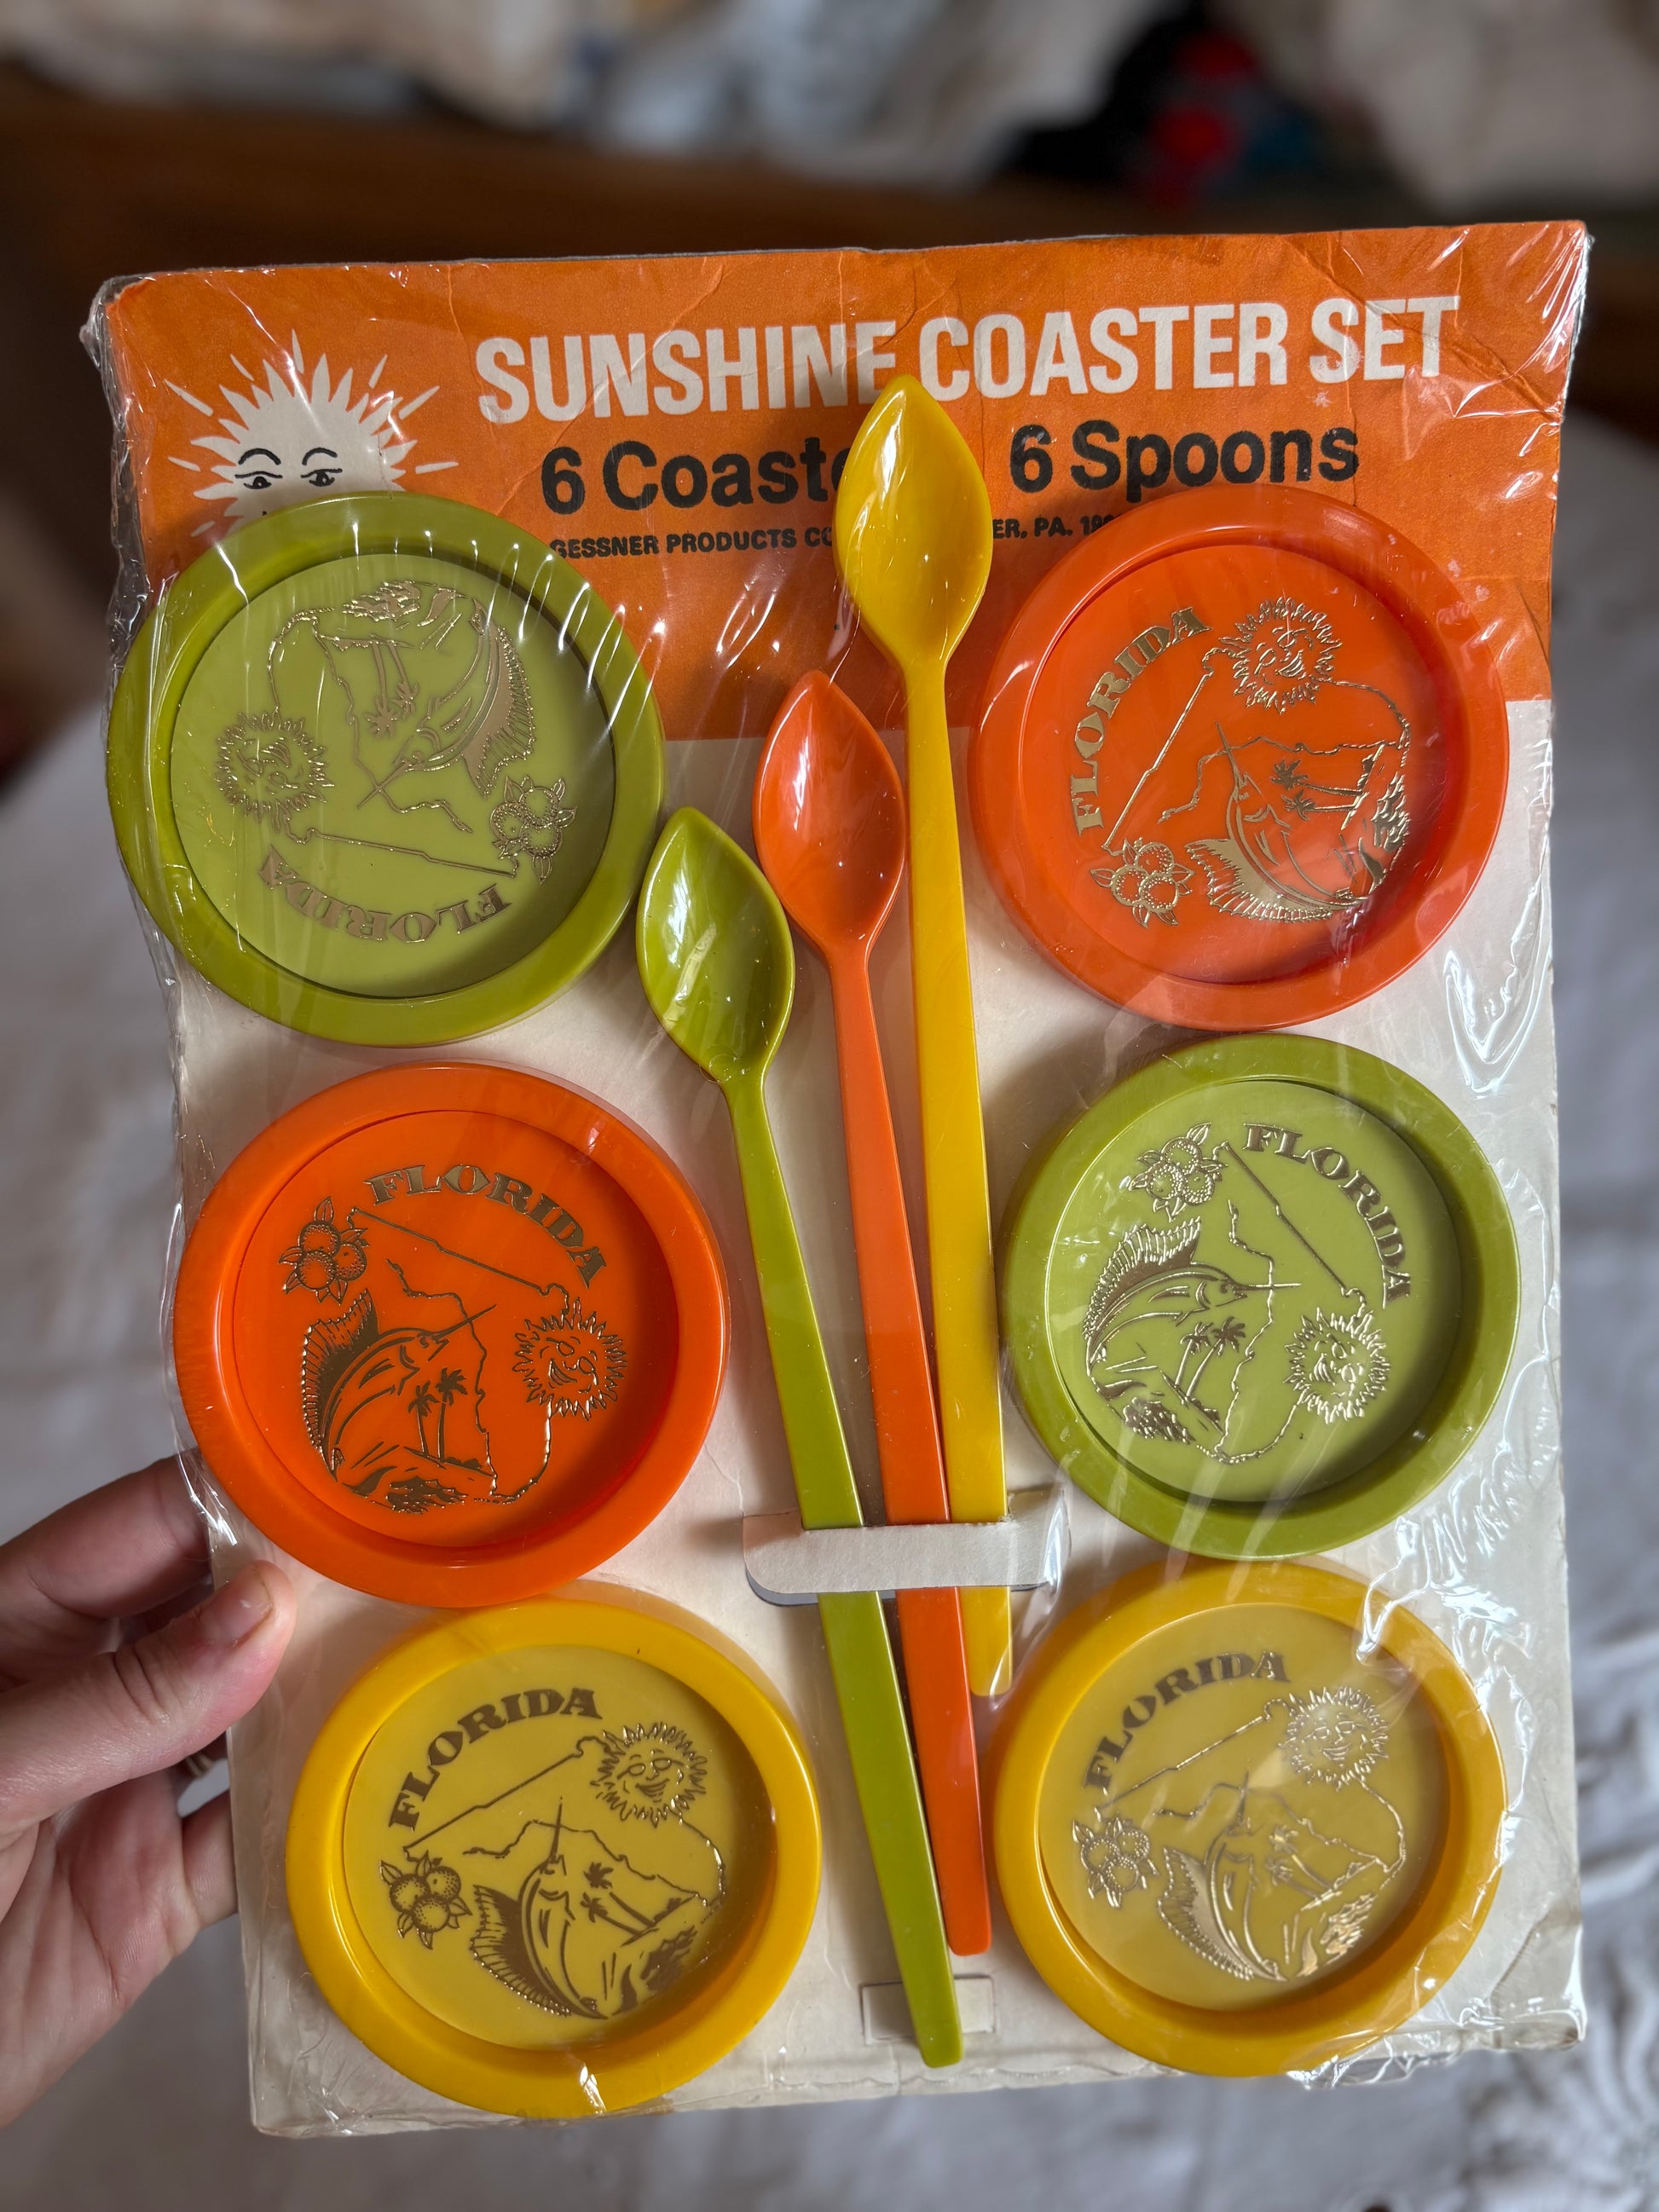 SUNSHINE COASTER SET
6 Coaste 6 Spoons
GESSNER PRODUCTS CO ER, PA.
FLORIDA
FLORIDA
FLORIDA
FLORIDA
FLORIDA
FLORIDA